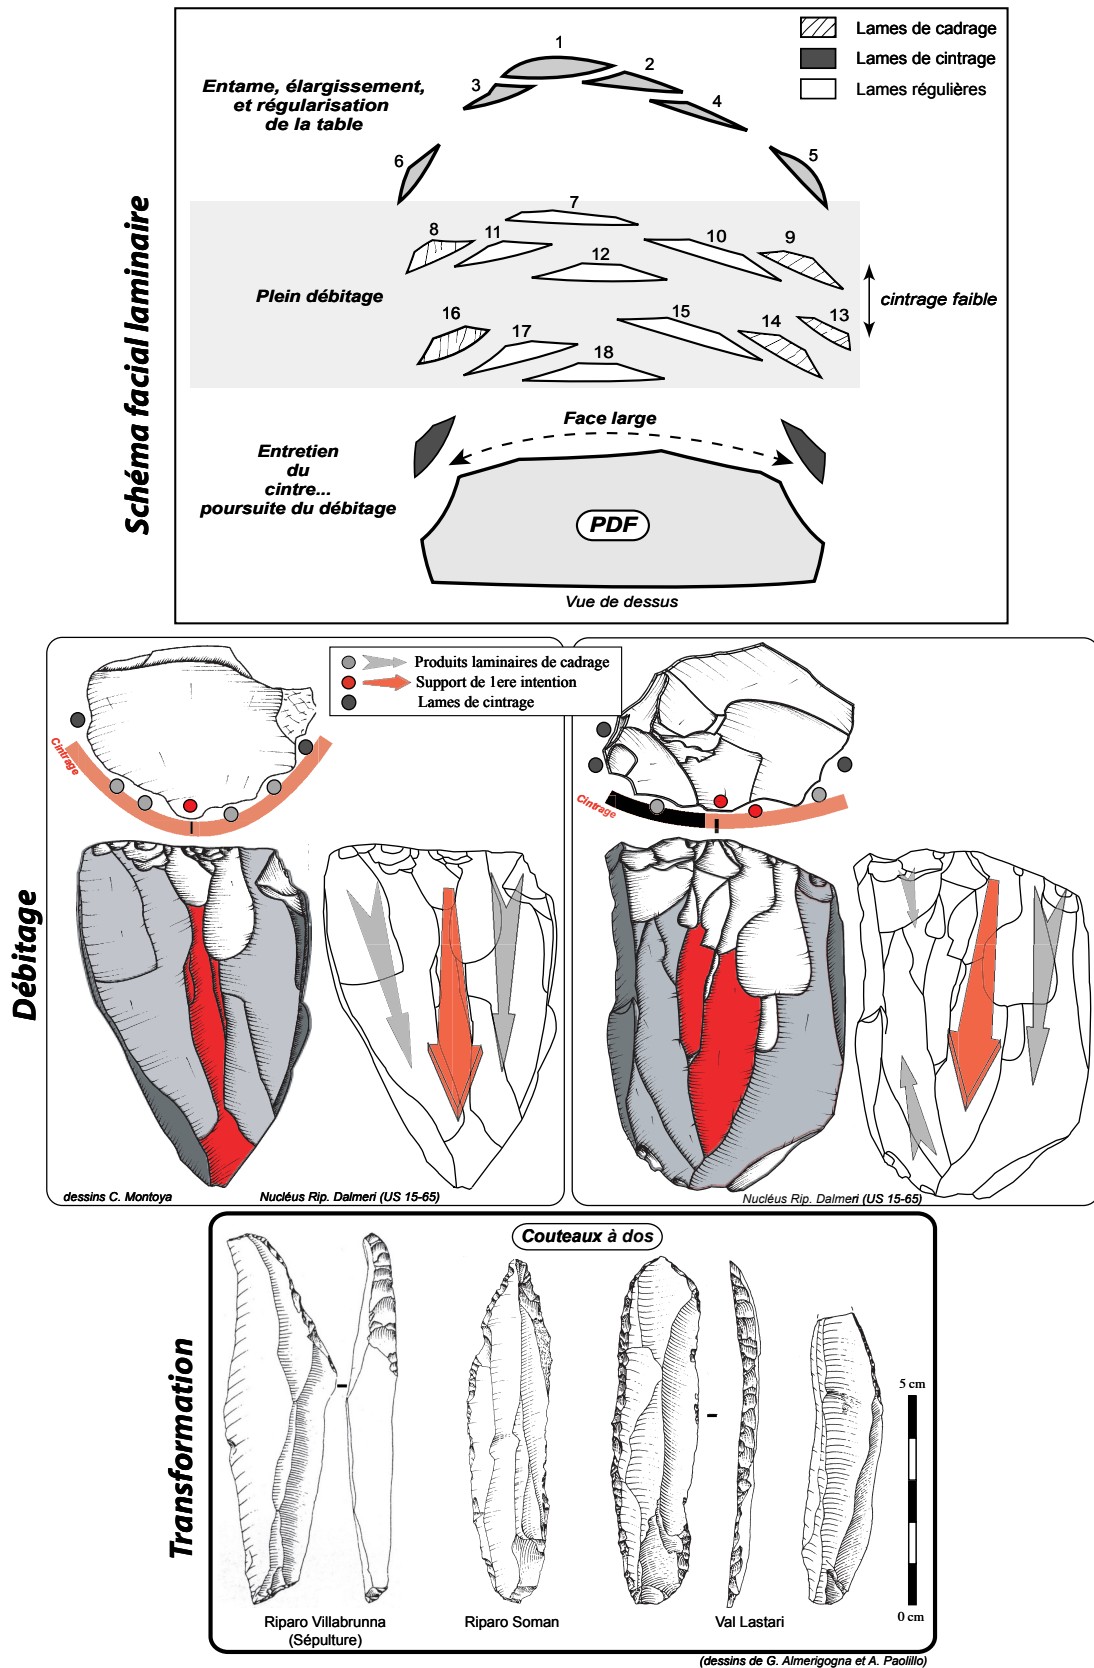 Schéma facial laminaire
Lames de cadrage
Lames de cintrage
Lames régulières
Entame, élargissement,
et régularisation
de la table
1
2
3
4
5
6
Plein débitage
7
8
9
10
11
12
13
14
15
16
17
18
cintrage faible
Face large
Entretien
du
cintre...
poursuite du débitage
PDF
Vue de dessus
Débitage
Produits laminaires de cadrage
Support de 1ere intention
Lames de cintrage
Cintrage
Cintrage
dessins C. Montoya
Nucléus Rip. Dalmeri (US 15-65)
Nucléus Rip. Dalmeri (US 15-65)
Transformation
Couteaux à dos
5 cm
0 cm
Riparo Villabrunna
(Sépulture)
Riparo Soman
Val Lastari
(dessins de G. Almerigogna et A. Paolillo)